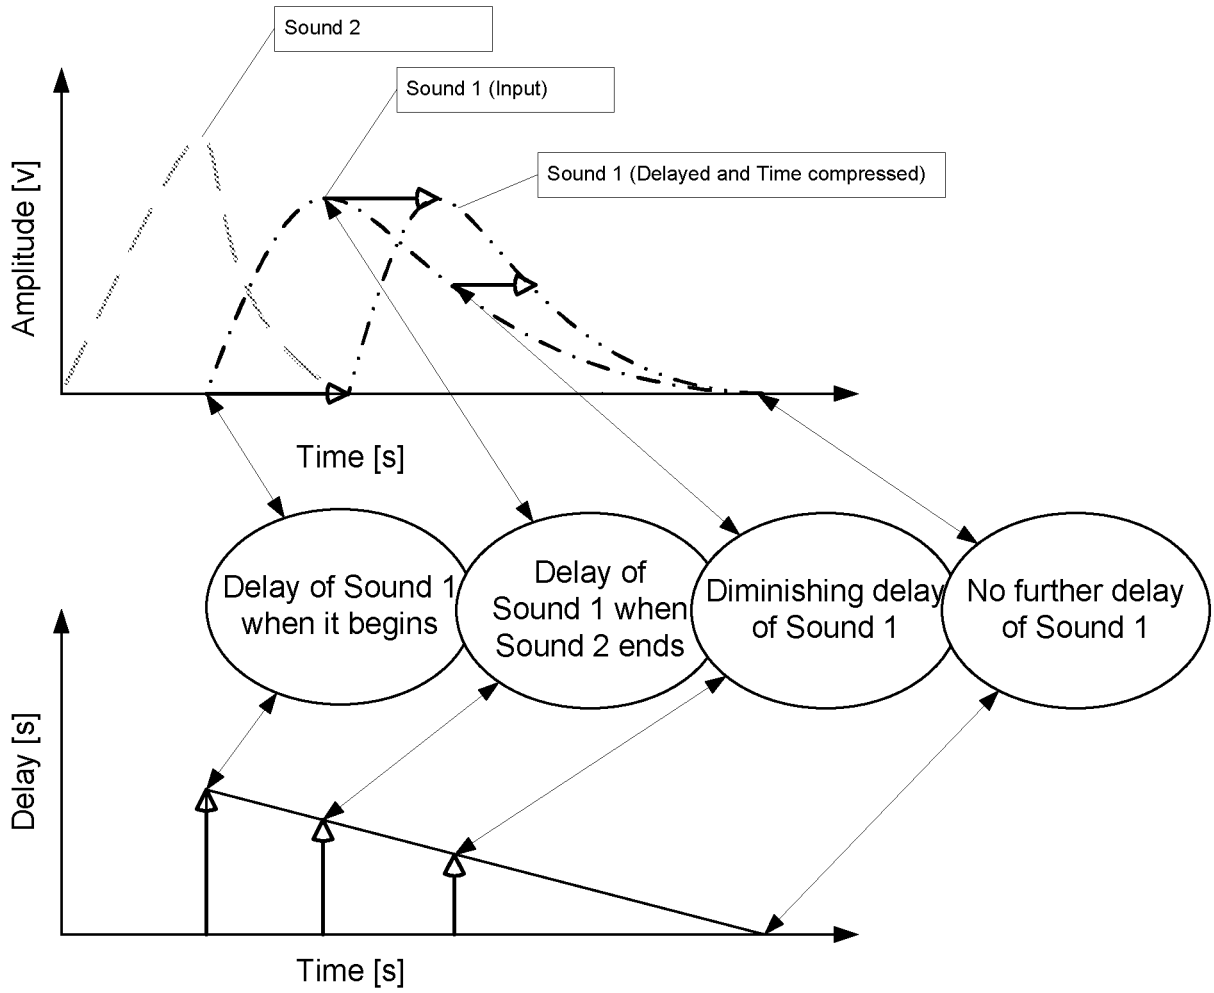 Sound 2
Sound 1 (Input)
Sound 1 (Delayed and Time compressed)
Amplitude [v]
Time [s]
Delay of Sound 1
when it begins
Delay of
Sound 1 when
Sound 2 ends
Diminishing delay
of Sound 1
No further delay
of Sound 1
Delay [s]
Time [s]